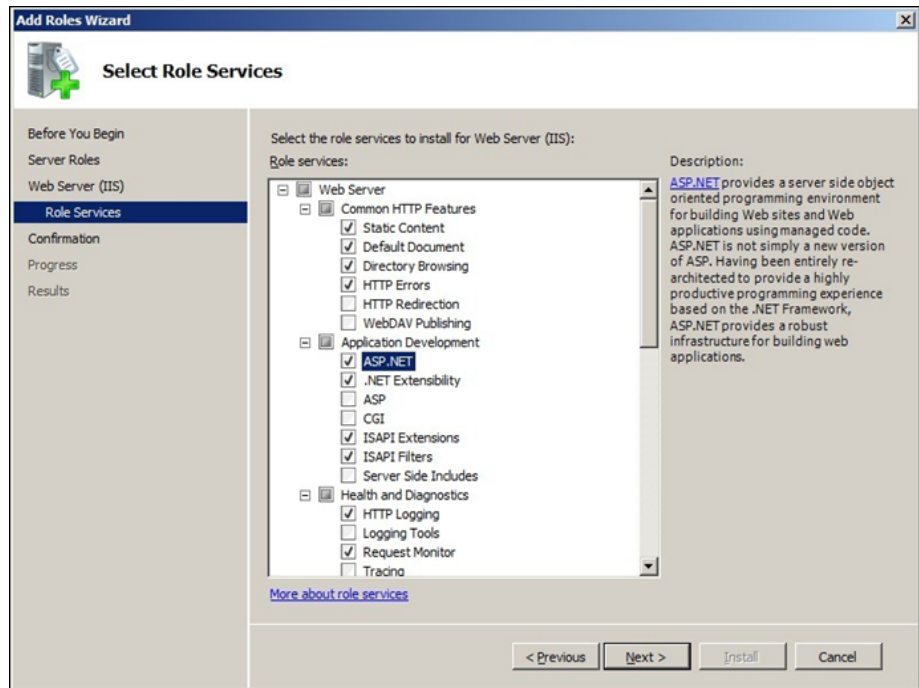 Add Roles Wizard
Select Role Services
Before You Begin
Server Roles
Web Server (IIS)
Role Services
Confirmation
Progress
Results
Select the role services to install for Web Server (IIS):
Role services:
Web Server
Common HTTP Features
Static Content
Default Document
Directory Browsing
HTTP Errors
HTTP Redirection
WebDAV Publishing
Application Development
ASP.NET
.NET Extensibility
ASP
CGI
ISAPI Extensions
ISAPI Filters
Server Side Includes
Health and Diagnostics
HTTP Logging
Logging Tools
Request Monitor
Tracing
More about role services
Description:
ASP.NET provides a server side object
oriented programming environment
for building Web sites and Web
applications using managed code.
ASP.NET is not simply a new version
of ASP. Having been entirely re-
architected to provide a highly
productive programming experience
based on the .NET Framework,
ASP.NET provides a robust
infrastructure for building web
applications.
< Previous
Next >
Install
Cancel